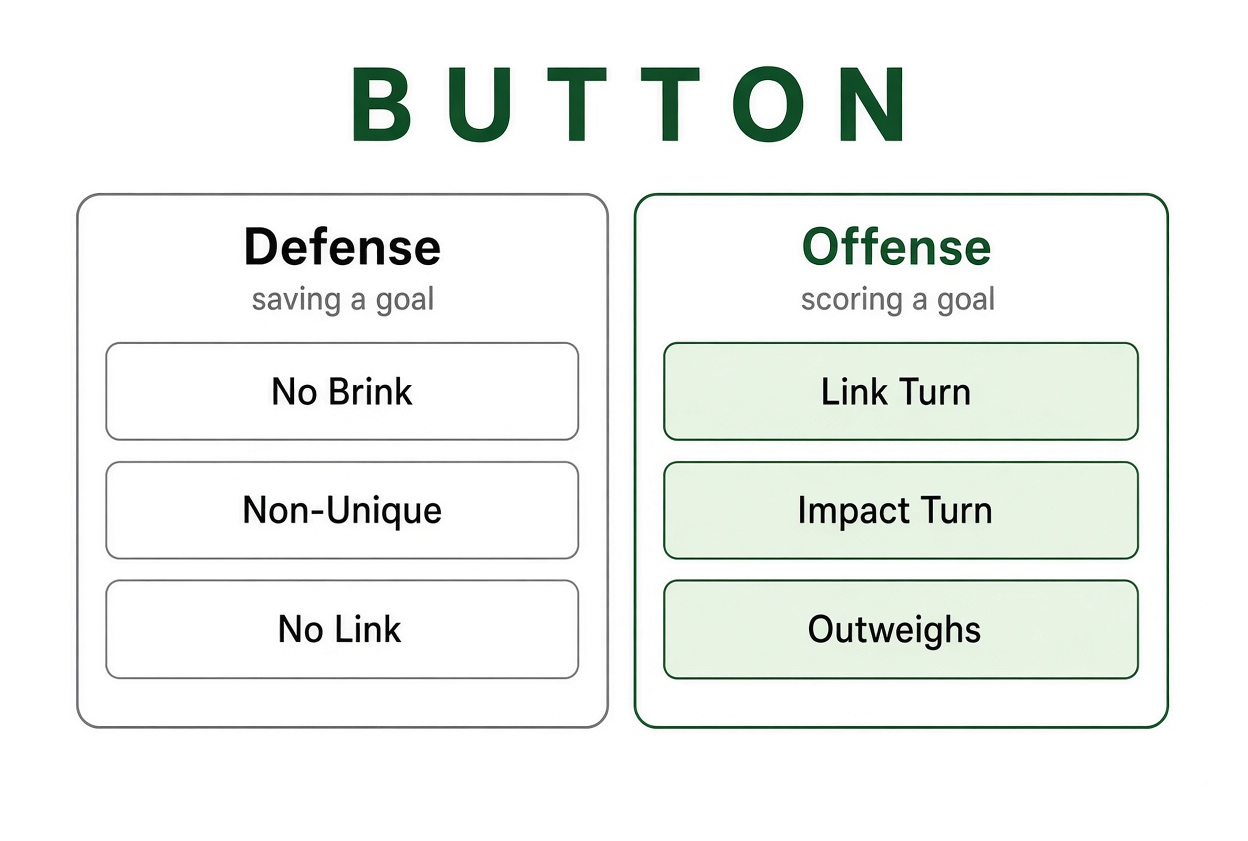 BUTTON
Defense
saving a goal
No Brink
Non-Unique
No Link
Offense
scoring a goal
Link Turn
Impact Turn
Outweighs